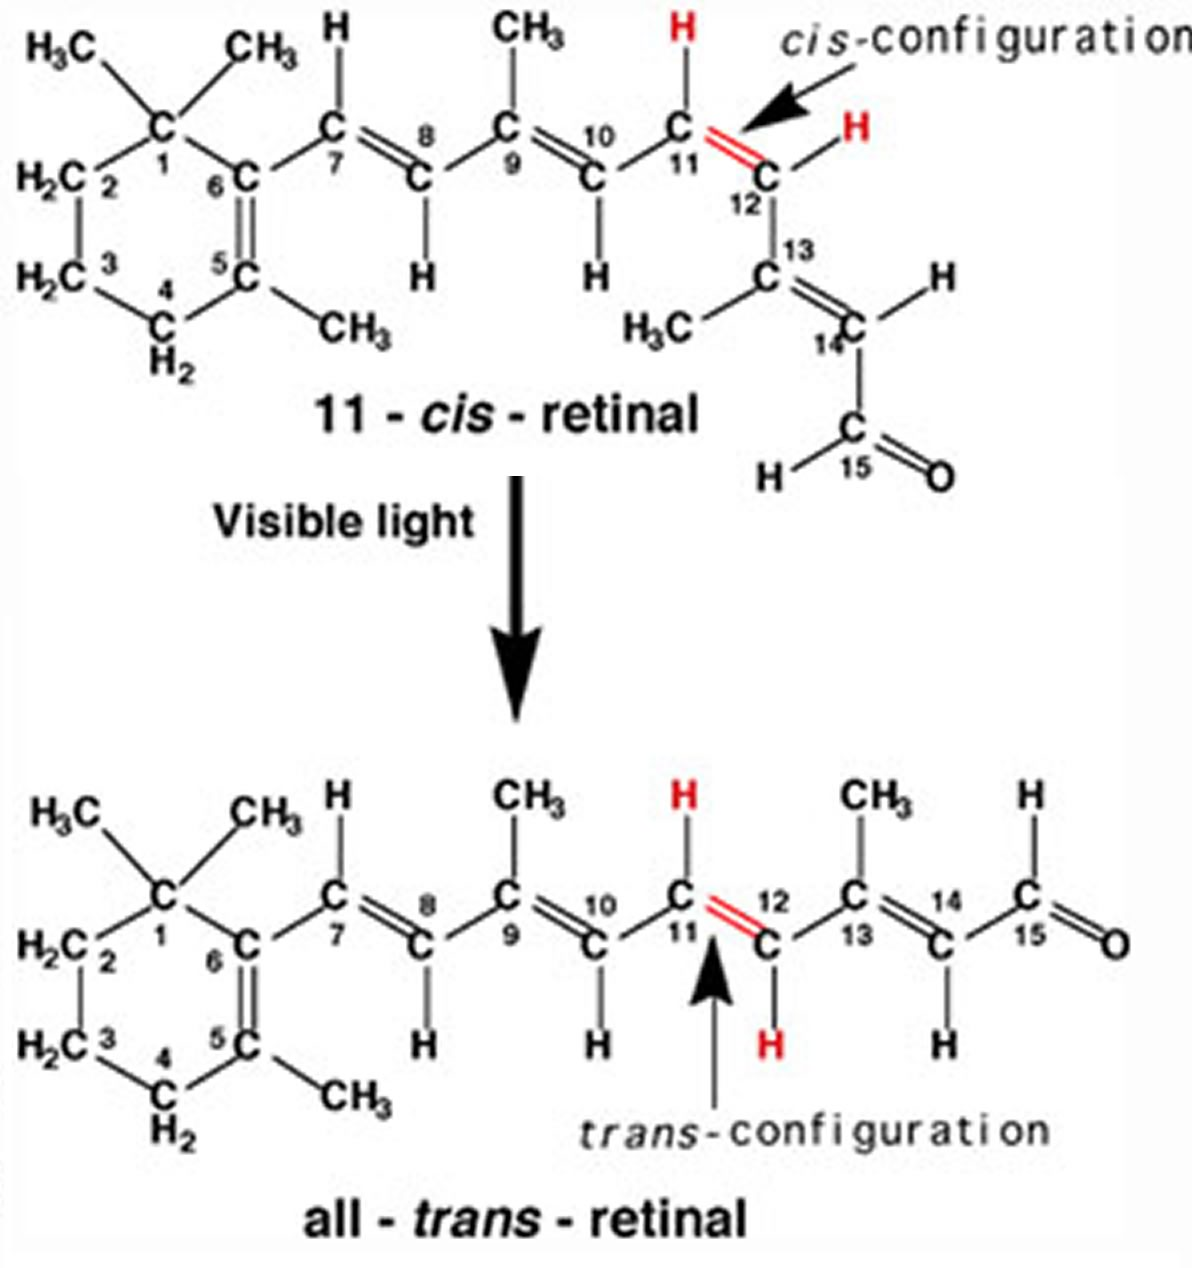 H₃C CH₃ H CH₃ H cis-configuration
C C 8 C 10 C H
1 7 9 11
H₂C 2 6 C C C C
12
H₂C 3 5 C H H C 13 H
4
C CH₃ H₃C C
H₂ 14
11 - cis - retinal
C
H 15 O
Visible light
H₃C CH₃ H CH₃ H CH₃ H
C C 8 C 10 C 12 C 14 C
1 7 9 11 13 15
H₂C 2 6 C C C C C O
H₂C 3 5 C H H H H
4
C CH₃
H₂
trans-configuration
all - trans - retinal